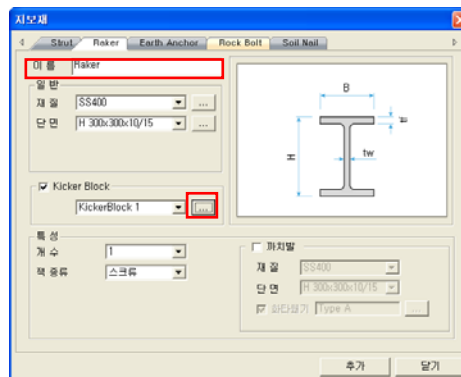 지보재
Strut Raker Earth Anchor Rock Bolt Soil Nail
이 름 Raker
일 반
재 질 SS400 ...
단 면 H 300x300x10/15 ...
B
H
tw
tf
Kicker Block
KickerBlock 1 ...
특 성
개 수 1
잭 종류 스크류
까치발
재 질 SS400
단 면 H 300x300x10/15
Type A ...
추가 닫기